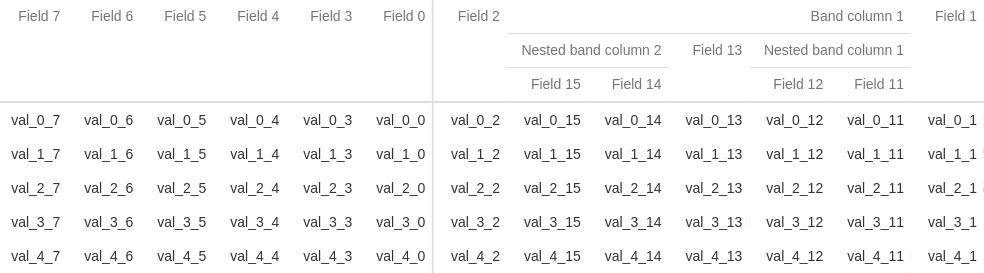 Field 7 Field 6 Field 5 Field 4 Field 3 Field 0 Field 2 Band column 1 Field 1
Nested band column 2 Field 13 Nested band column 1
Field 15 Field 14 Field 12 Field 11
val_0_7 val_0_6 val_0_5 val_0_4 val_0_3 val_0_0 val_0_2 val_0_15 val_0_14 val_0_13 val_0_12 val_0_11 val_0_1
val_1_7 val_1_6 val_1_5 val_1_4 val_1_3 val_1_0 val_1_2 val_1_15 val_1_14 val_1_13 val_1_12 val_1_11 val_1_1
val_2_7 val_2_6 val_2_5 val_2_4 val_2_3 val_2_0 val_2_2 val_2_15 val_2_14 val_2_13 val_2_12 val_2_11 val_2_1
val_3_7 val_3_6 val_3_5 val_3_4 val_3_3 val_3_0 val_3_2 val_3_15 val_3_14 val_3_13 val_3_12 val_3_11 val_3_1
val_4_7 val_4_6 val_4_5 val_4_4 val_4_3 val_4_0 val_4_2 val_4_15 val_4_14 val_4_13 val_4_12 val_4_11 val_4_1